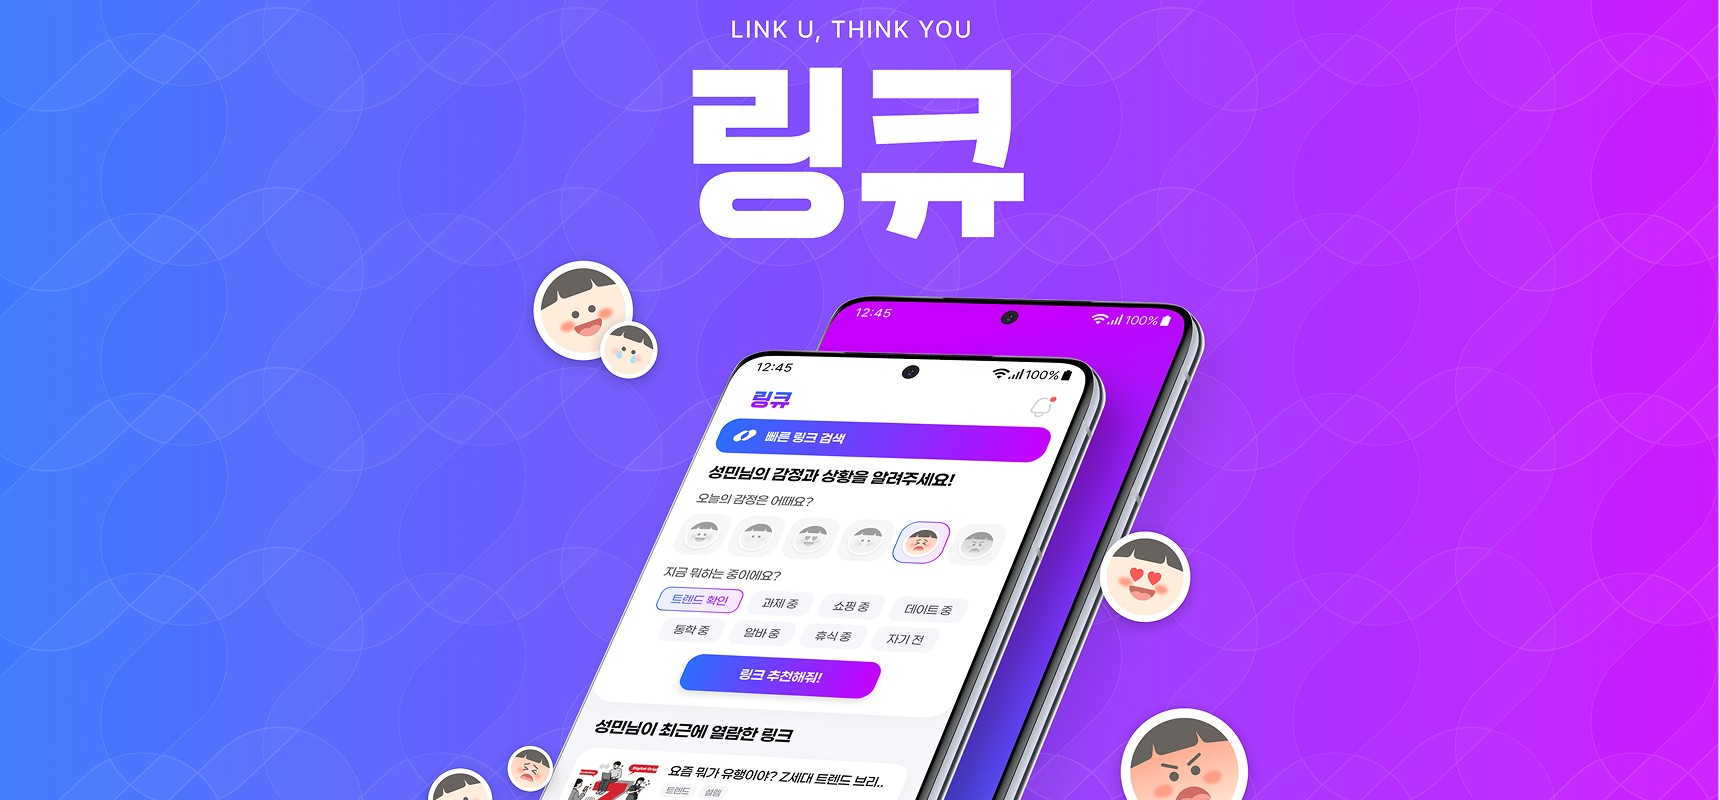 LINK U, THINK YOU
링큐
12:45
100%
12:45
100%
링큐
빠른 링크 검색
성민님의 감정과 상황을 알려주세요!
오늘의 감정은 어때요?
지금 뭐하는 중이에요?
트렌드 확인 과제 중 쇼핑 중 데이트 중
통학 중 알바 중 휴식 중 자기 전
링크 추천해줘!
성민님이 최근에 열람한 링크
요즘 뭐가 유행이야? Z세대 트렌드 브리..
트렌드 설렘